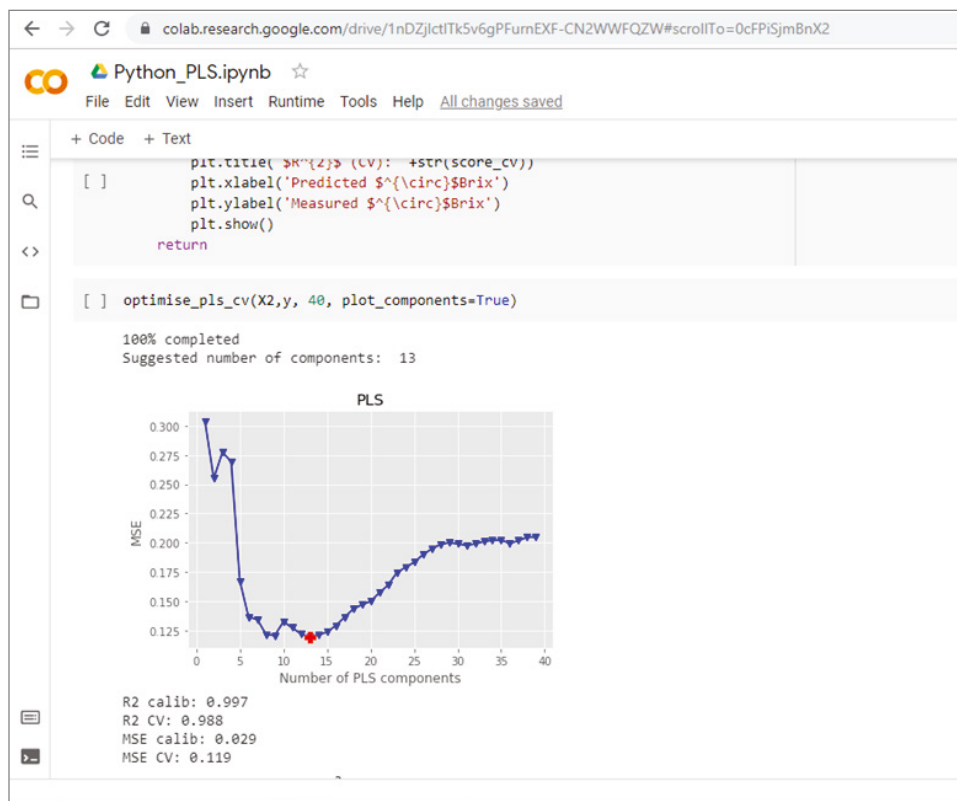 colab.research.google.com/drive/1nDZjlctlTk5v6gPFurnEXF-CN2WWFQZW#scrollTo=0cFPiSjmBnX2
CO Python_PLS.ipynb
File Edit View Insert Runtime Tools Help All changes saved
+ Code + Text
plt.title( $R^{2}$ (CV): +str(score_cv))
[ ] plt.xlabel('Predicted $^{\circ}$Brix')
plt.ylabel('Measured $^{\circ}$Brix')
plt.show()
return
[ ] optimise_pls_cv(X2,y, 40, plot_components=True)
100% completed
Suggested number of components: 13
PLS
0.300
0.275
0.250
0.225
0.200
0.175
0.150
0.125
MSE
0 5 10 15 20 25 30 35 40
Number of PLS components
R2 calib: 0.997
R2 CV: 0.988
MSE calib: 0.029
MSE CV: 0.119